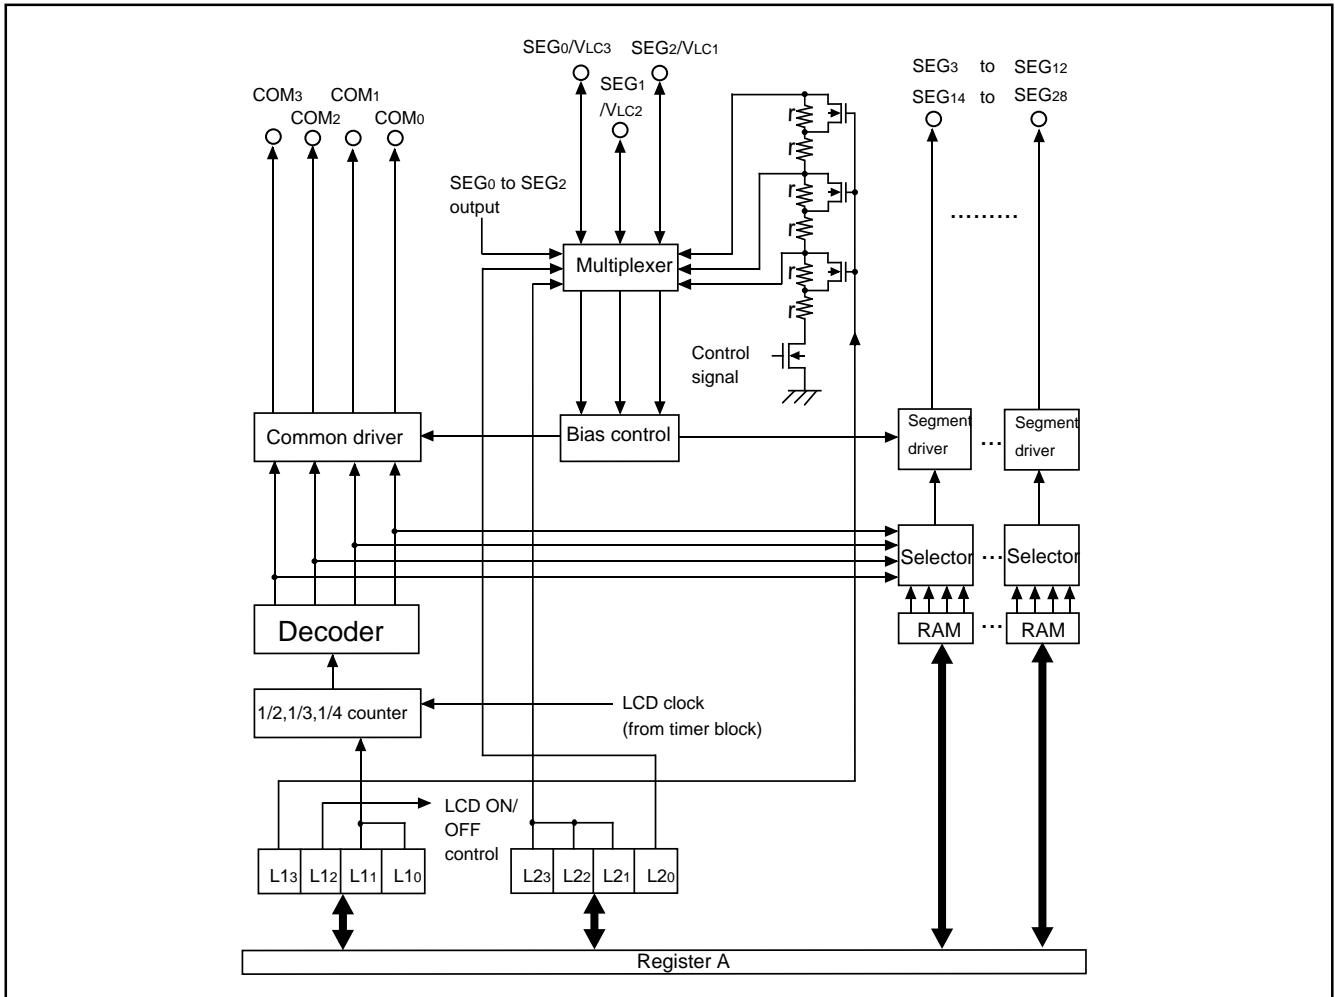 SEG0/VLC3 SEG2/VLC1
SEG1
/VLC2
SEG3 to SEG12
SEG14 to SEG28
COM3 COM1
COM2 COM0
r
r
r
r
r
r
SEG0 to SEG2
output
Multiplexer
Control
signal
Common driver
Bias control
Segment
driver
...
Segment
driver
Selector ... Selector
Decoder
RAM ... RAM
1/2,1/3,1/4 counter
LCD clock
(from timer block)
LCD ON/
OFF
control
L13 L12 L11 L10
L23 L22 L21 L20
Register A